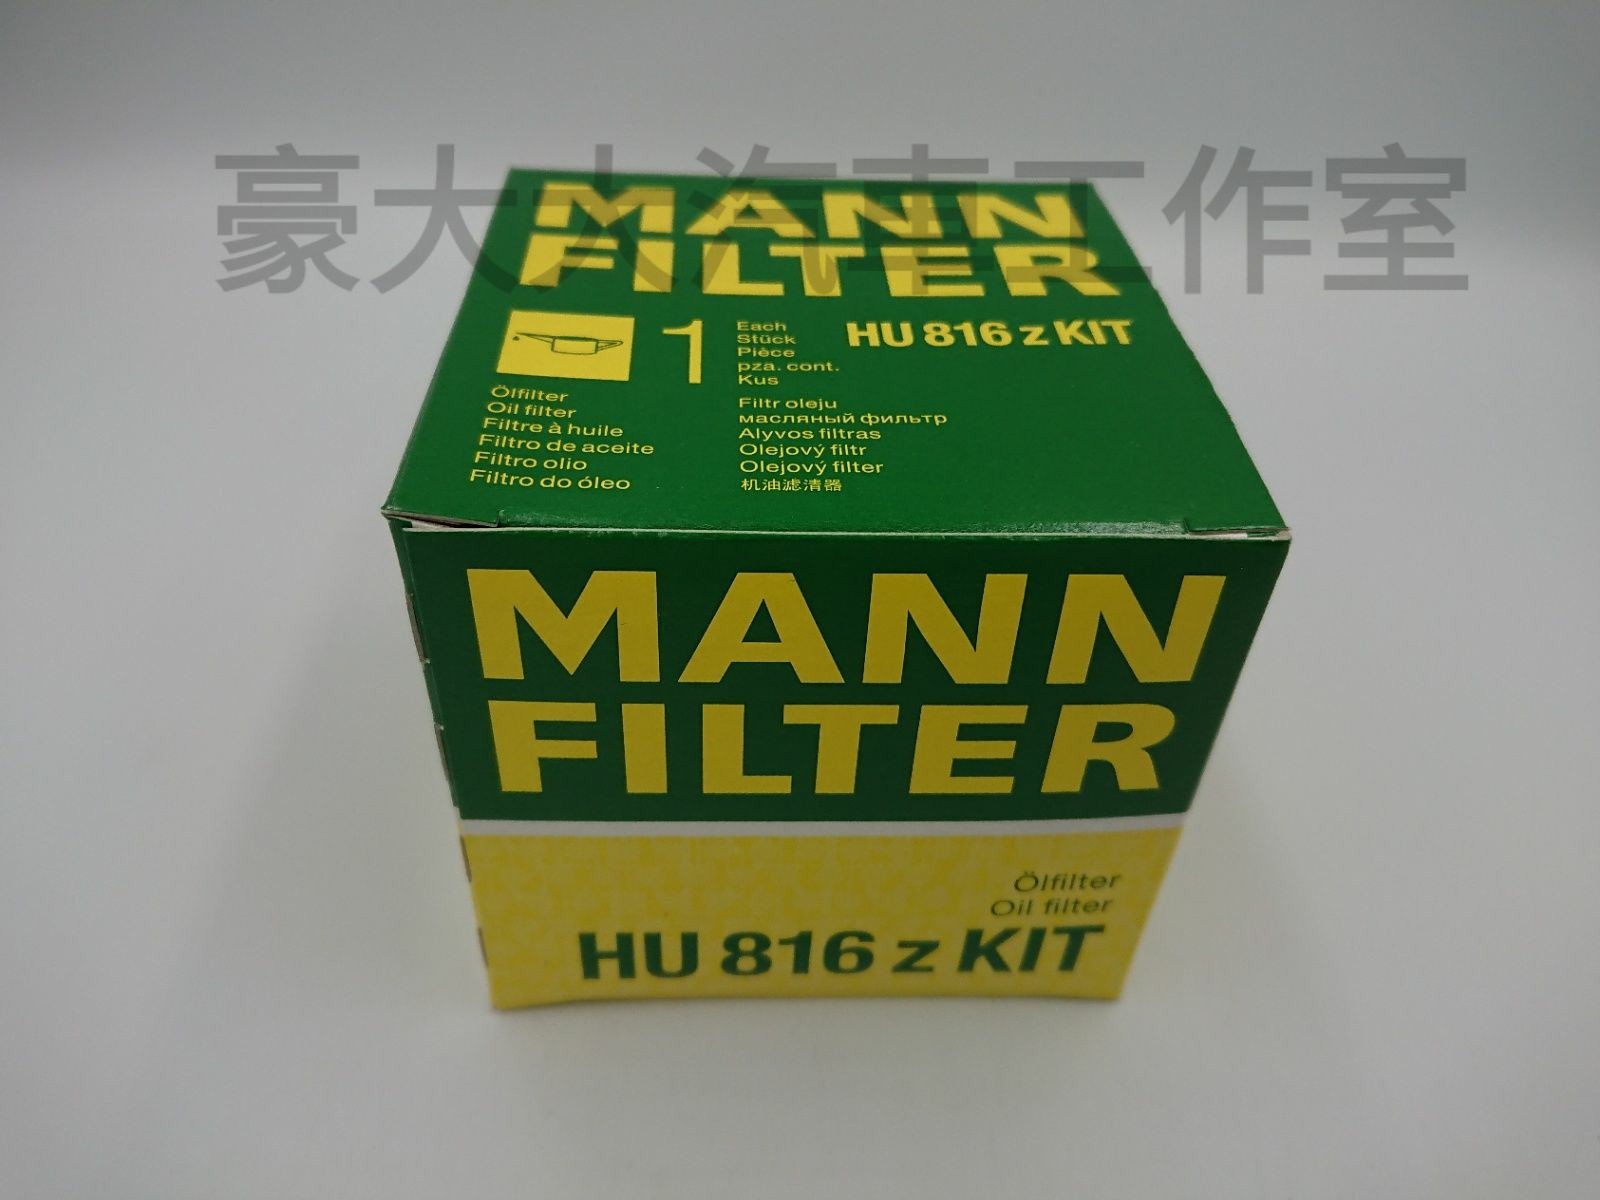 豪大大汽車工作室
MANN
FILTER
1
Each
Stück
Pièce
pza. cont.
Kus
HU 816 z KIT
Ölfilter
Oil filter
Filtre à huile
Filtro de aceite
Filtro olio
Filtro do óleo
Filtr oleju
масляный фильтр
Alyvos filtras
Olejový filtr
Olejový filter
机油滤清器
MANN
FILTER
Ölfilter
Oil filter
HU 816 z KIT